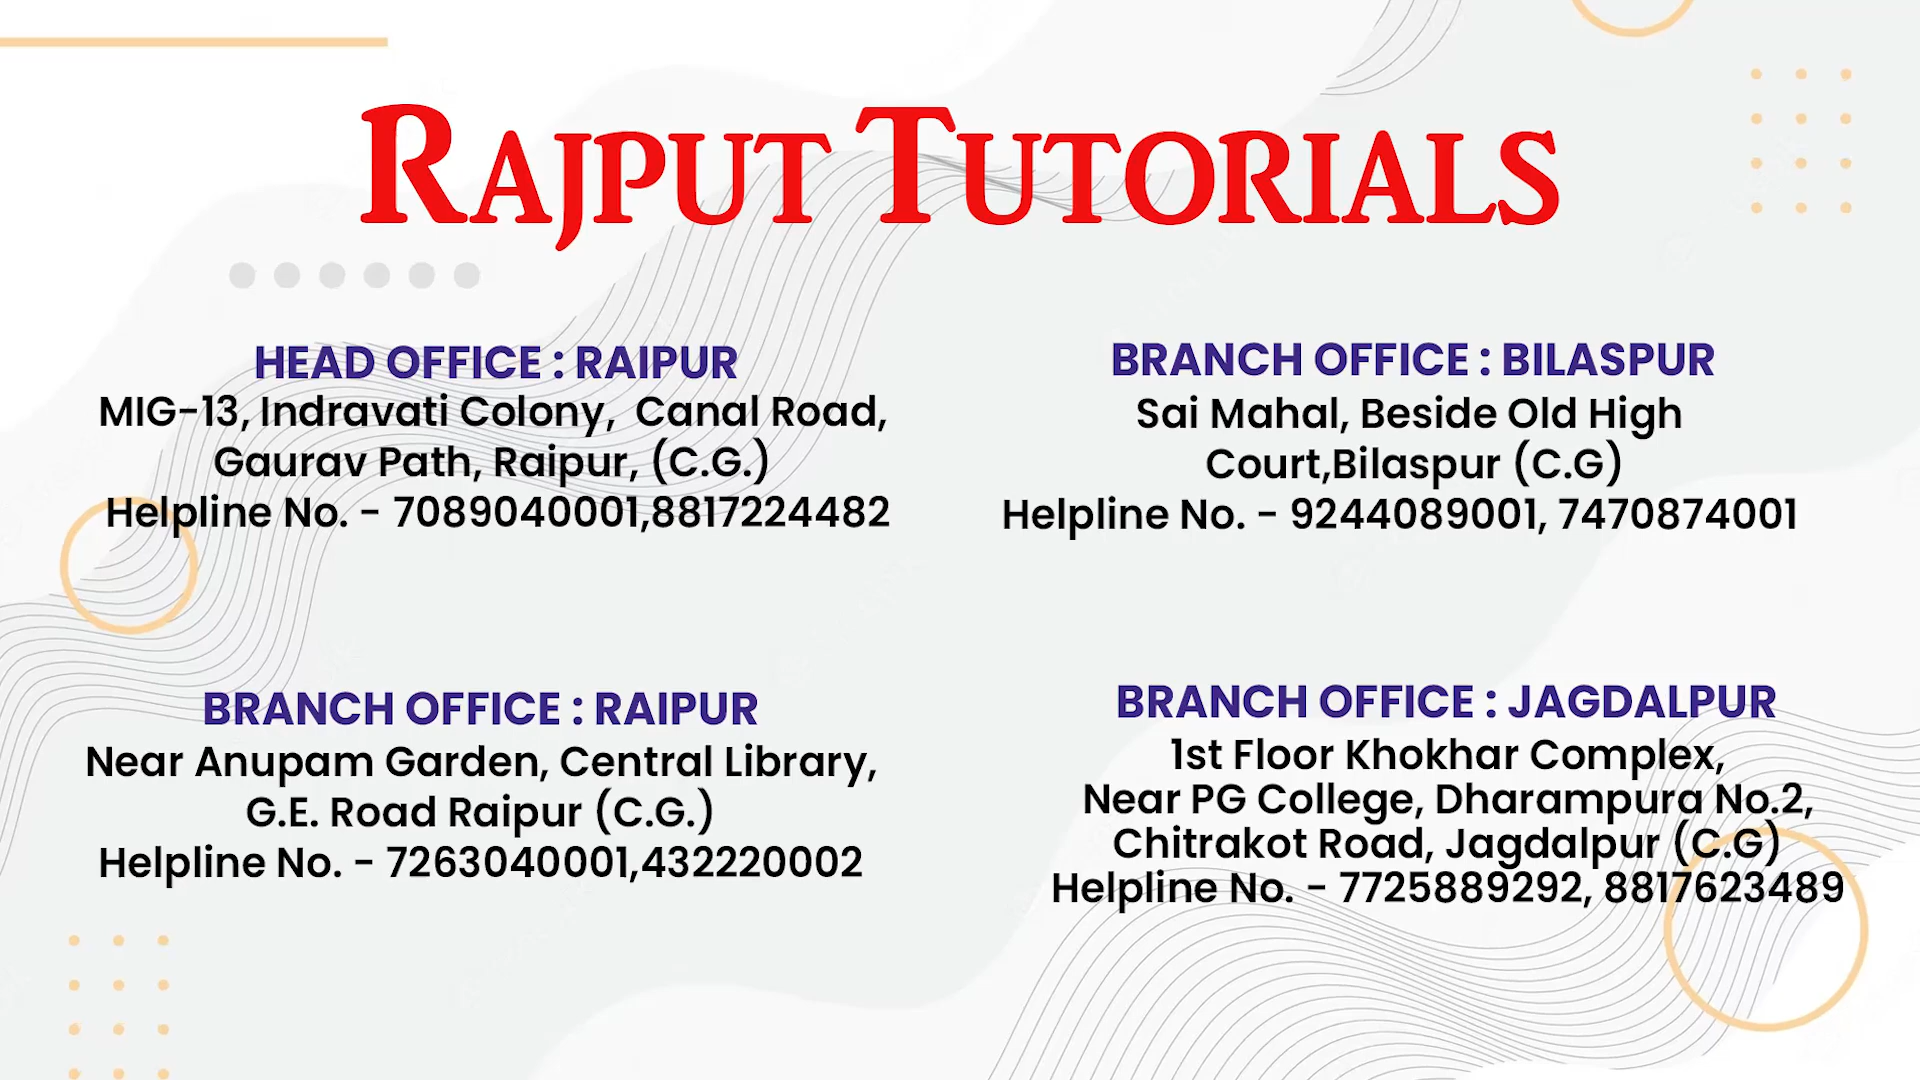 RAJPUT TUTORIALS
HEAD OFFICE : RAIPUR
MIG-13, Indravati Colony, Canal Road,
Gaurav Path, Raipur, (C.G.)
Helpline No. - 7089040001,8817224482
BRANCH OFFICE : BILASPUR
Sai Mahal, Beside Old High
Court,Bilaspur (C.G)
Helpline No. - 9244089001, 7470874001
BRANCH OFFICE : RAIPUR
Near Anupam Garden, Central Library,
G.E. Road Raipur (C.G.)
Helpline No. - 7263040001,432220002
BRANCH OFFICE : JAGDALPUR
1st Floor Khokhar Complex,
Near PG College, Dharampura No.2,
Chitrakot Road, Jagdalpur (C.G)
Helpline No. - 7725889292, 8817623489